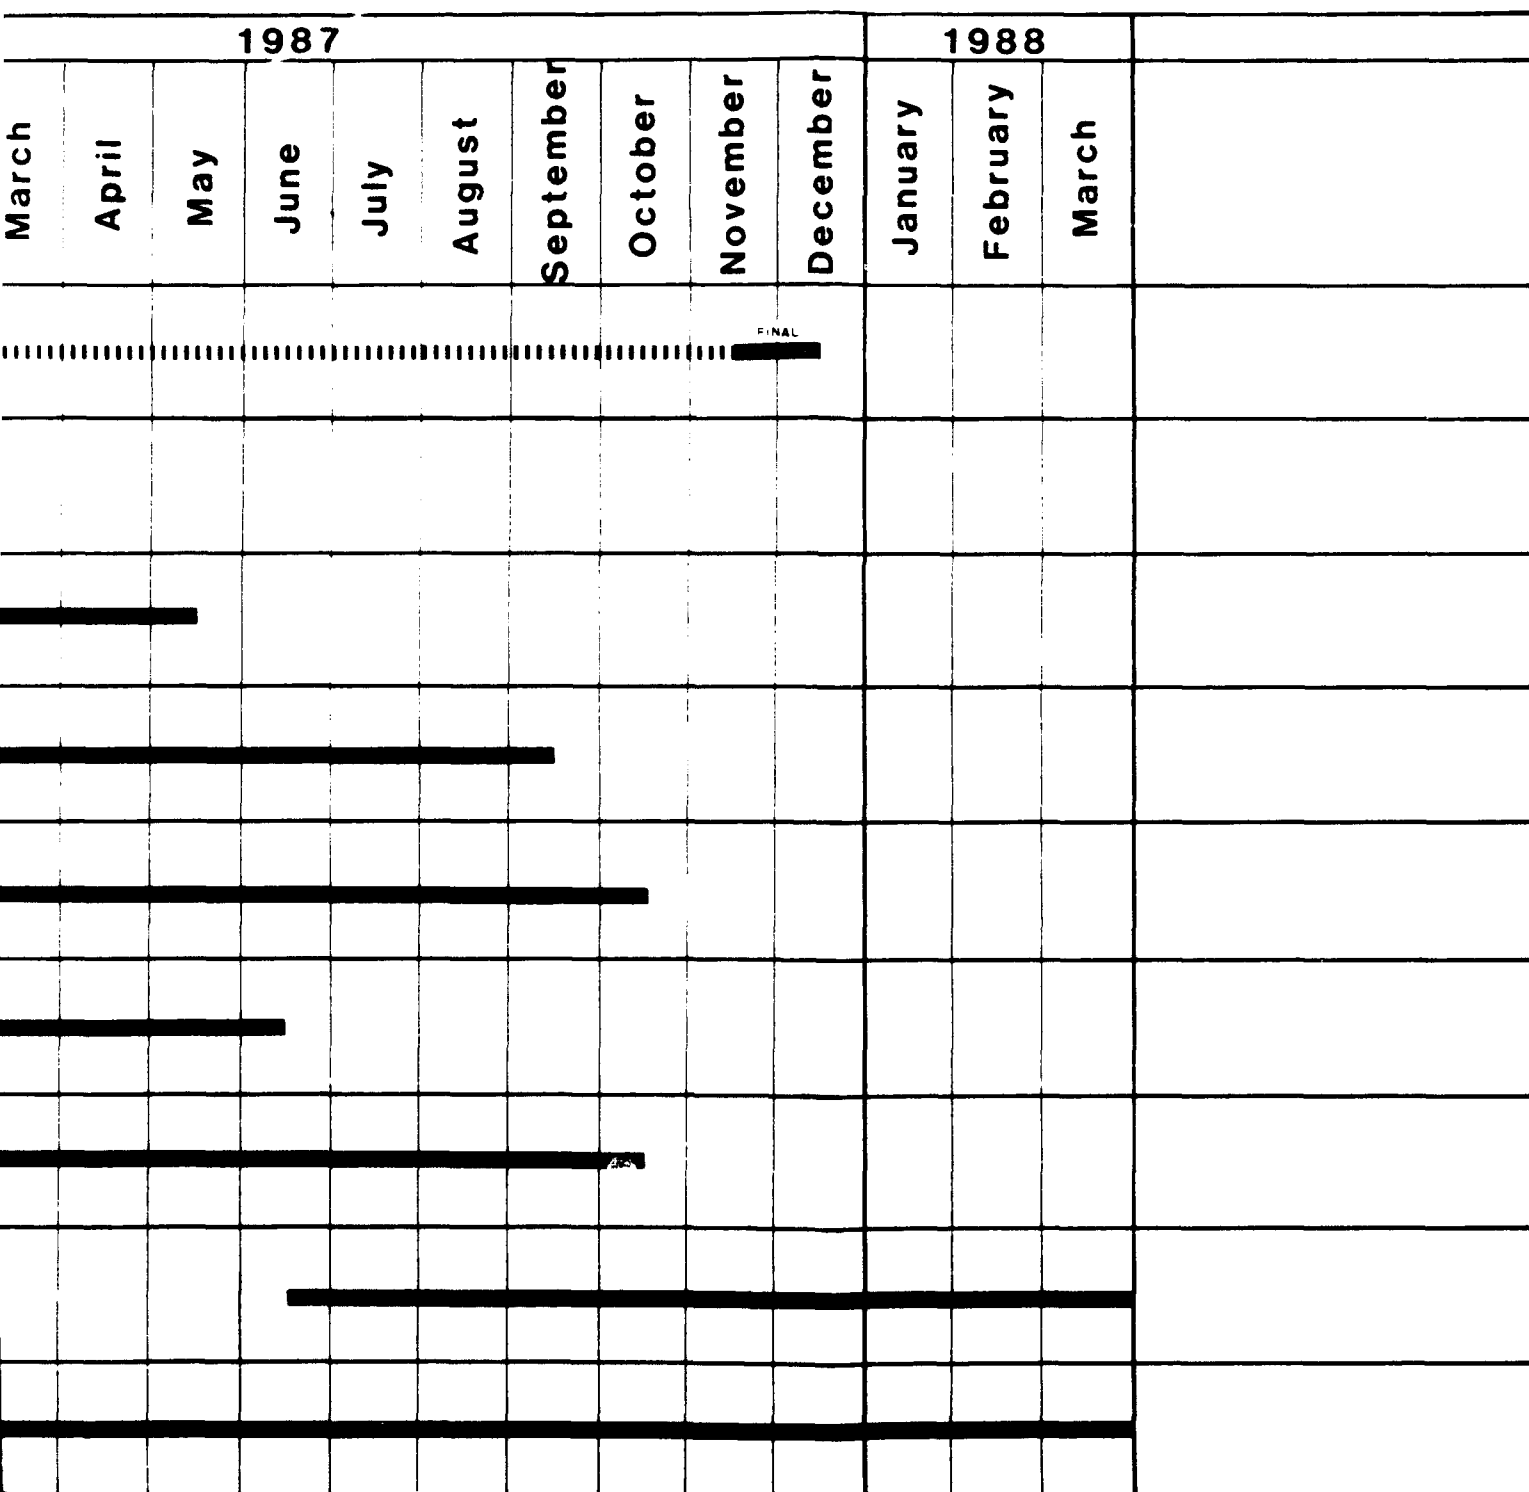 1987 1988
March April May June July August September October November December January February March
FINAL